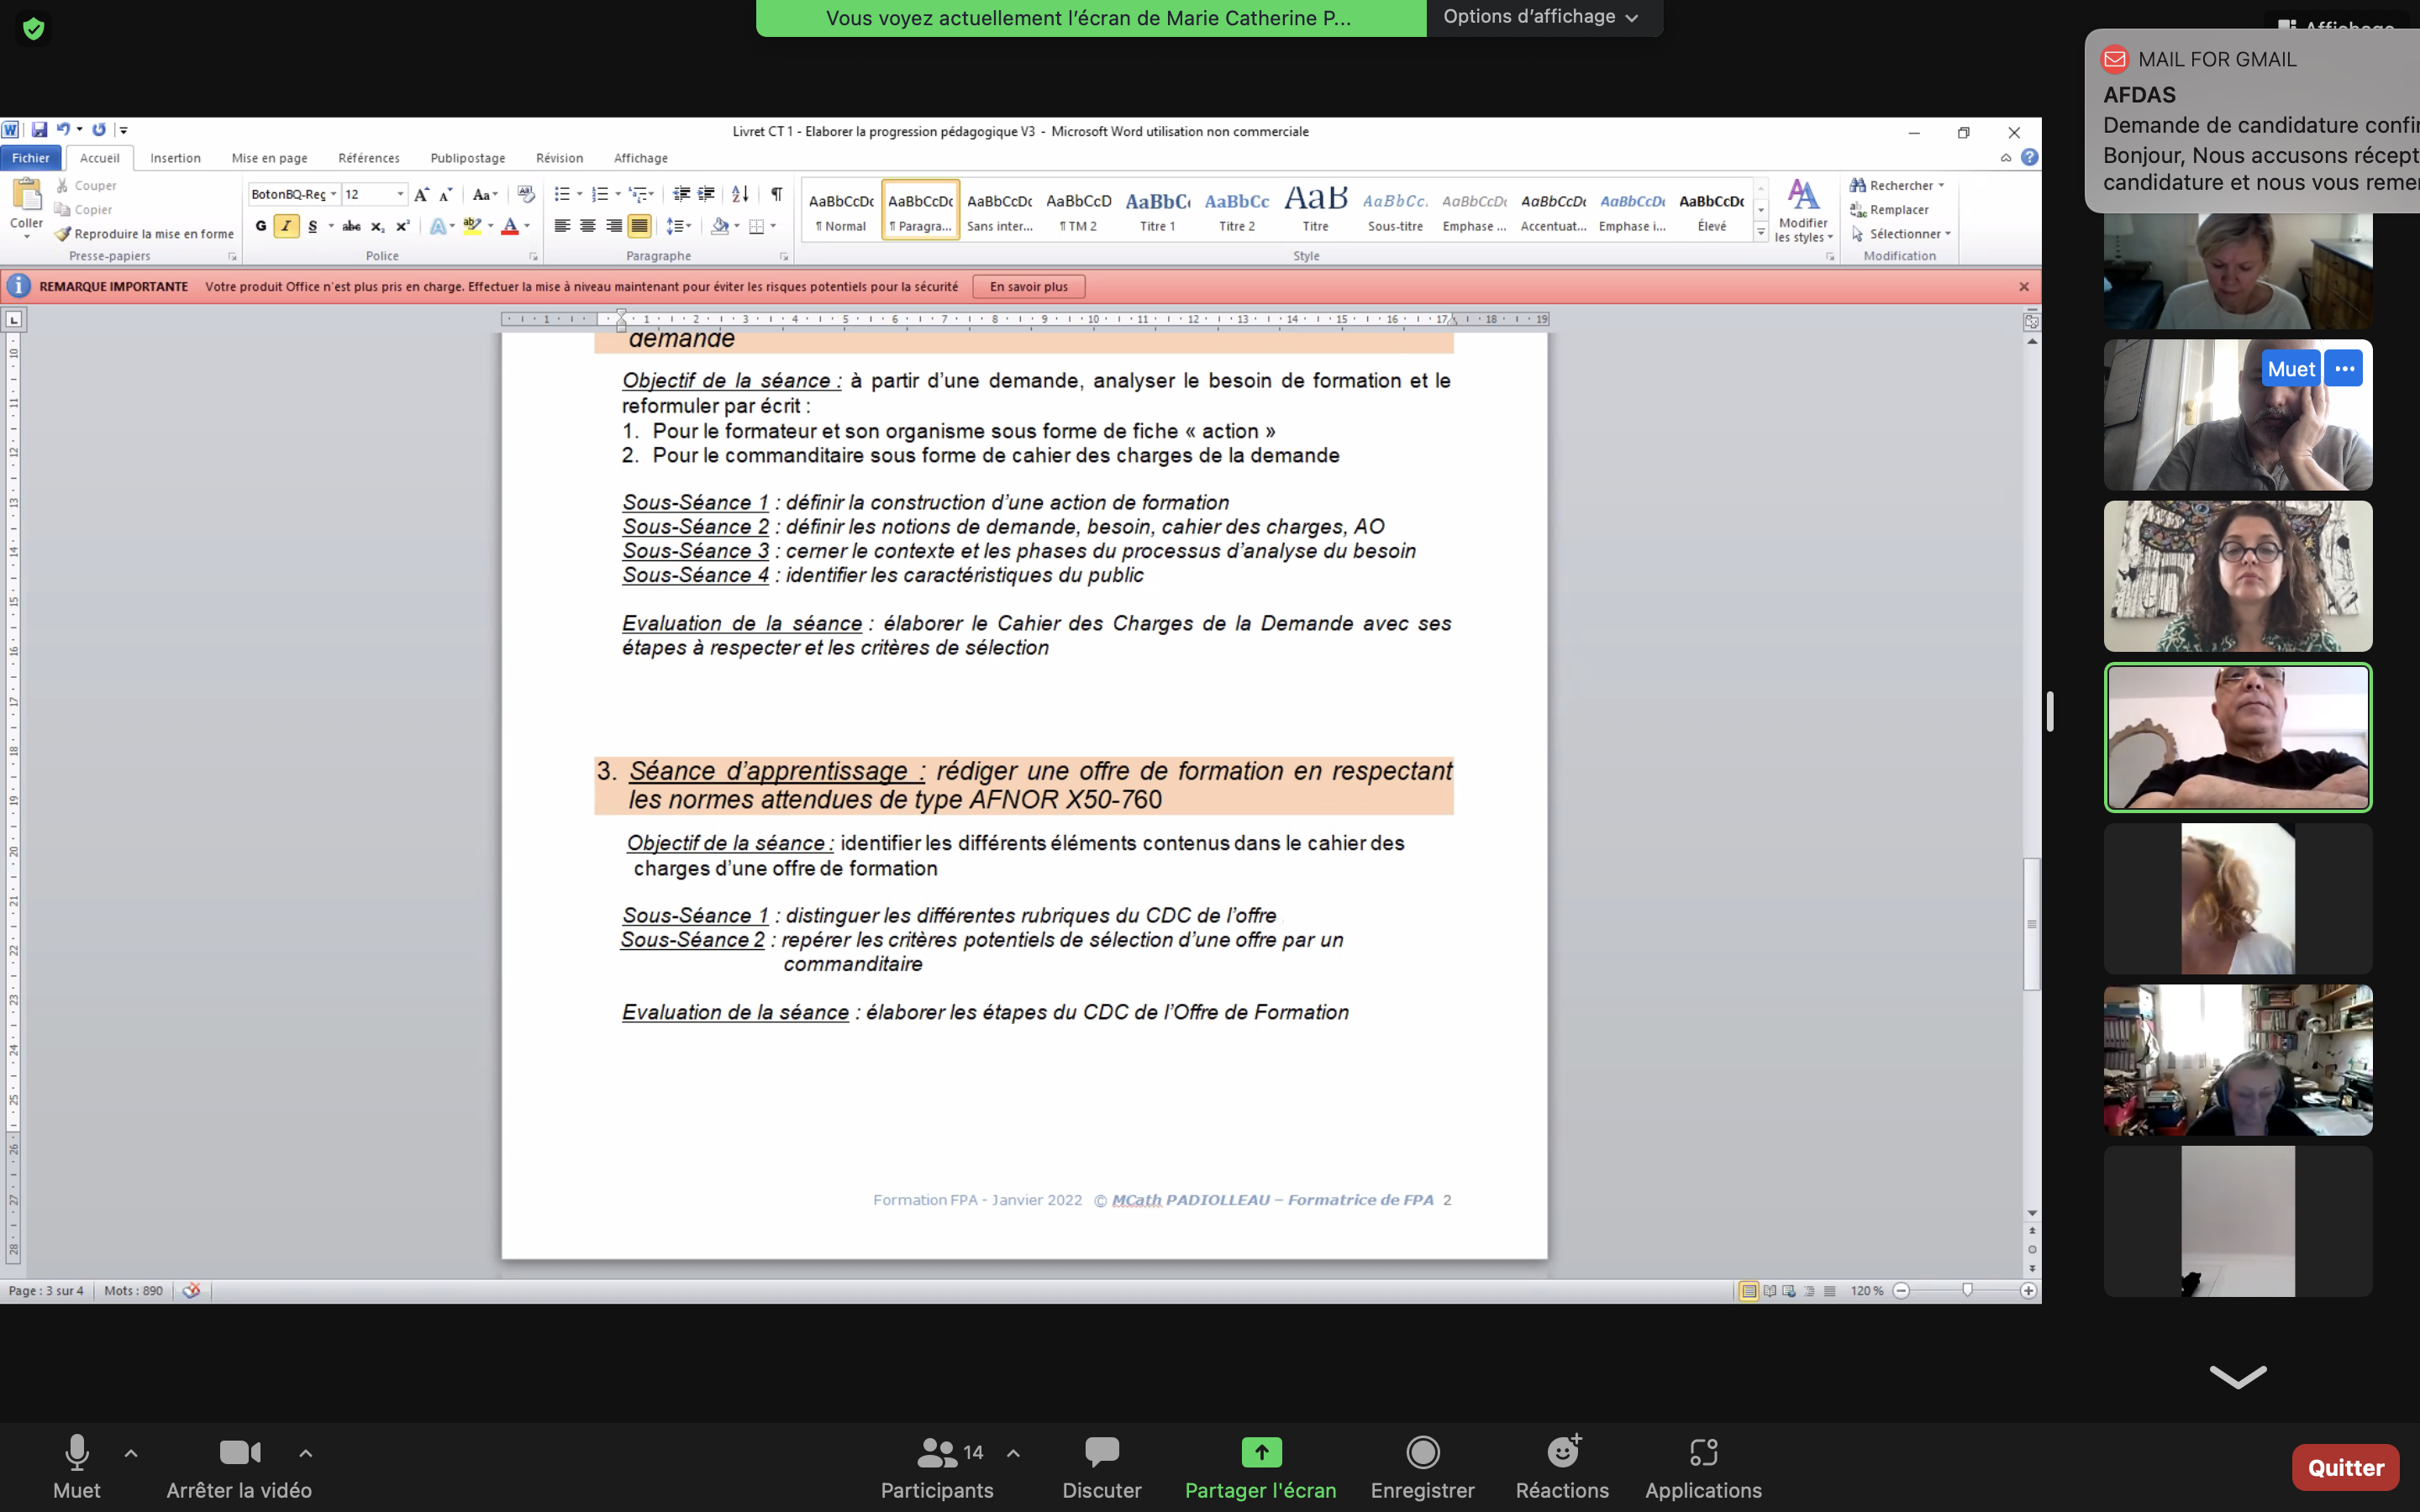 Vous voyez actuellement l'écran de Marie Catherine P...
Options d'affichage
MAIL FOR GMAIL
AFDAS
Demande de candidature
Bonjour, Nous accusons
candidature et nous vous
Livret CT 1 - Elaborer la progression pédagogique V3 - Microsoft Word utilisation non commerciale
Fichier
Accueil
Insertion
Mise en page
Références
Publipostage
Révision
Affichage
Coller
Couper
Copier
Reproduire la mise en forme
Presse-papiers
BotonBQ-Reg
12
Police
Paragraphe
AaBbCcDc
AaBbCcDc
AaBbCcDc
AaBbCcD
AaBbC
AaBbCc
AaB
AaBbCc.
AaBbCcDc
AaBbCcDc
AaBbCcDc
AaBbCcDc
¶ Normal
¶ Paragra...
Sans inter...
¶ TM 2
Titre 1
Titre 2
Titre
Sous-titre
Emphase ...
Accentuat...
Emphase i...
Élevé
Style
Modifier
les styles
Rechercher
Remplacer
Sélectionner
Modification
REMARQUE IMPORTANTE Votre produit Office n'est plus pris en charge. Effectuer la mise à niveau maintenant pour éviter les risques potentiels pour la sécurité
En savoir plus
demande
Objectif de la séance : à partir d'une demande, analyser le besoin de formation et le
reformuler par écrit :
1. Pour le formateur et son organisme sous forme de fiche « action »
2. Pour le commanditaire sous forme de cahier des charges de la demande
Sous-Séance 1 : définir la construction d'une action de formation
Sous-Séance 2 : définir les notions de demande, besoin, cahier des charges, AO
Sous-Séance 3 : cerner le contexte et les phases du processus d'analyse du besoin
Sous-Séance 4 : identifier les caractéristiques du public
Evaluation de la séance : élaborer le Cahier des Charges de la Demande avec ses
étapes à respecter et les critères de sélection
3. Séance d'apprentissage : rédiger une offre de formation en respectant
les normes attendues de type AFNOR X50-760
Objectif de la séance : identifier les différents éléments contenus dans le cahier des
charges d'une offre de formation
Sous-Séance 1 : distinguer les différentes rubriques du CDC de l'offre
Sous-Séance 2 : repérer les critères potentiels de sélection d'une offre par un
commanditaire
Evaluation de la séance : élaborer les étapes du CDC de l'Offre de Formation
Formation FPA - Janvier 2022 © MCath PADIOLLEAU – Formatrice de FPA 2
Page : 3 sur 4
Mots : 890
120 %
Muet
Muet
Arrêter la vidéo
14
Participants
Discuter
Partager l'écran
Enregistrer
Réactions
Applications
Quitter